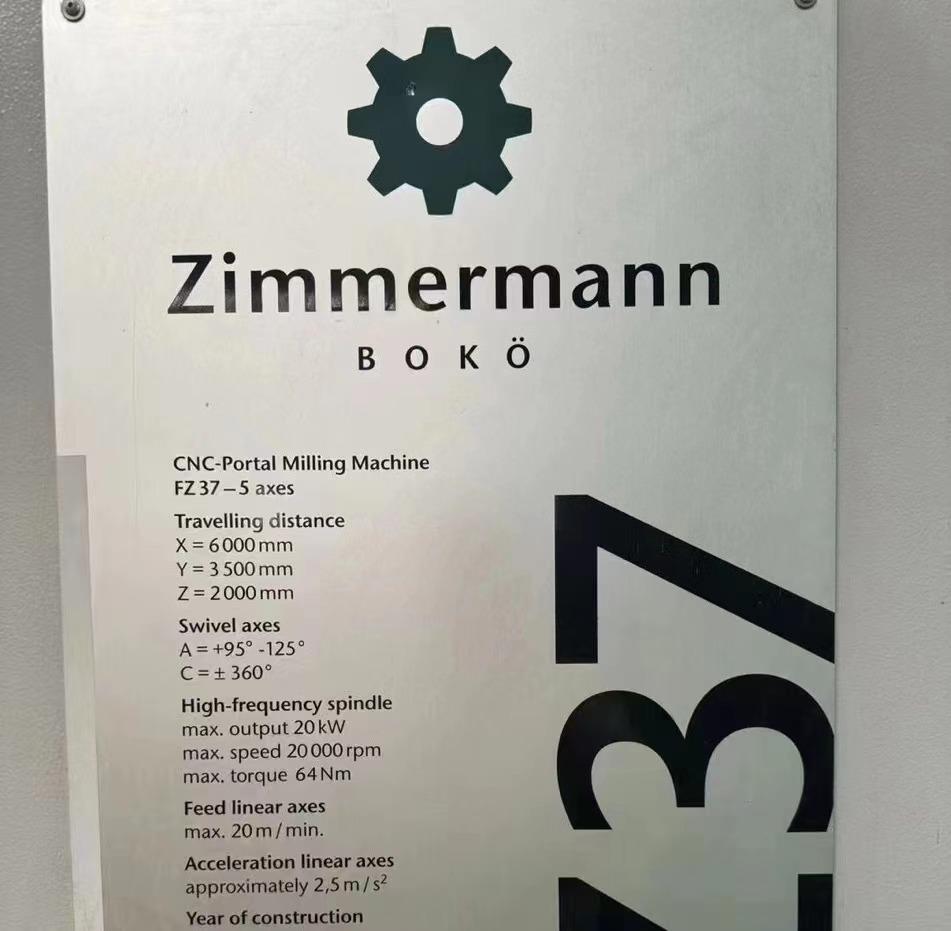 Zimmermann
BOKÖ
CNC-Portal Milling Machine
FZ 37 – 5 axes
Travelling distance
X = 6 000 mm
Y = 3 500 mm
Z = 2 000 mm
Swivel axes
A = +95° -125°
C = ± 360°
High-frequency spindle
max. output 20 kW
max. speed 20 000 rpm
max. torque 64 Nm
Feed linear axes
max. 20 m / min.
Acceleration linear axes
approximately 2,5 m / s²
Year of construction
Z37